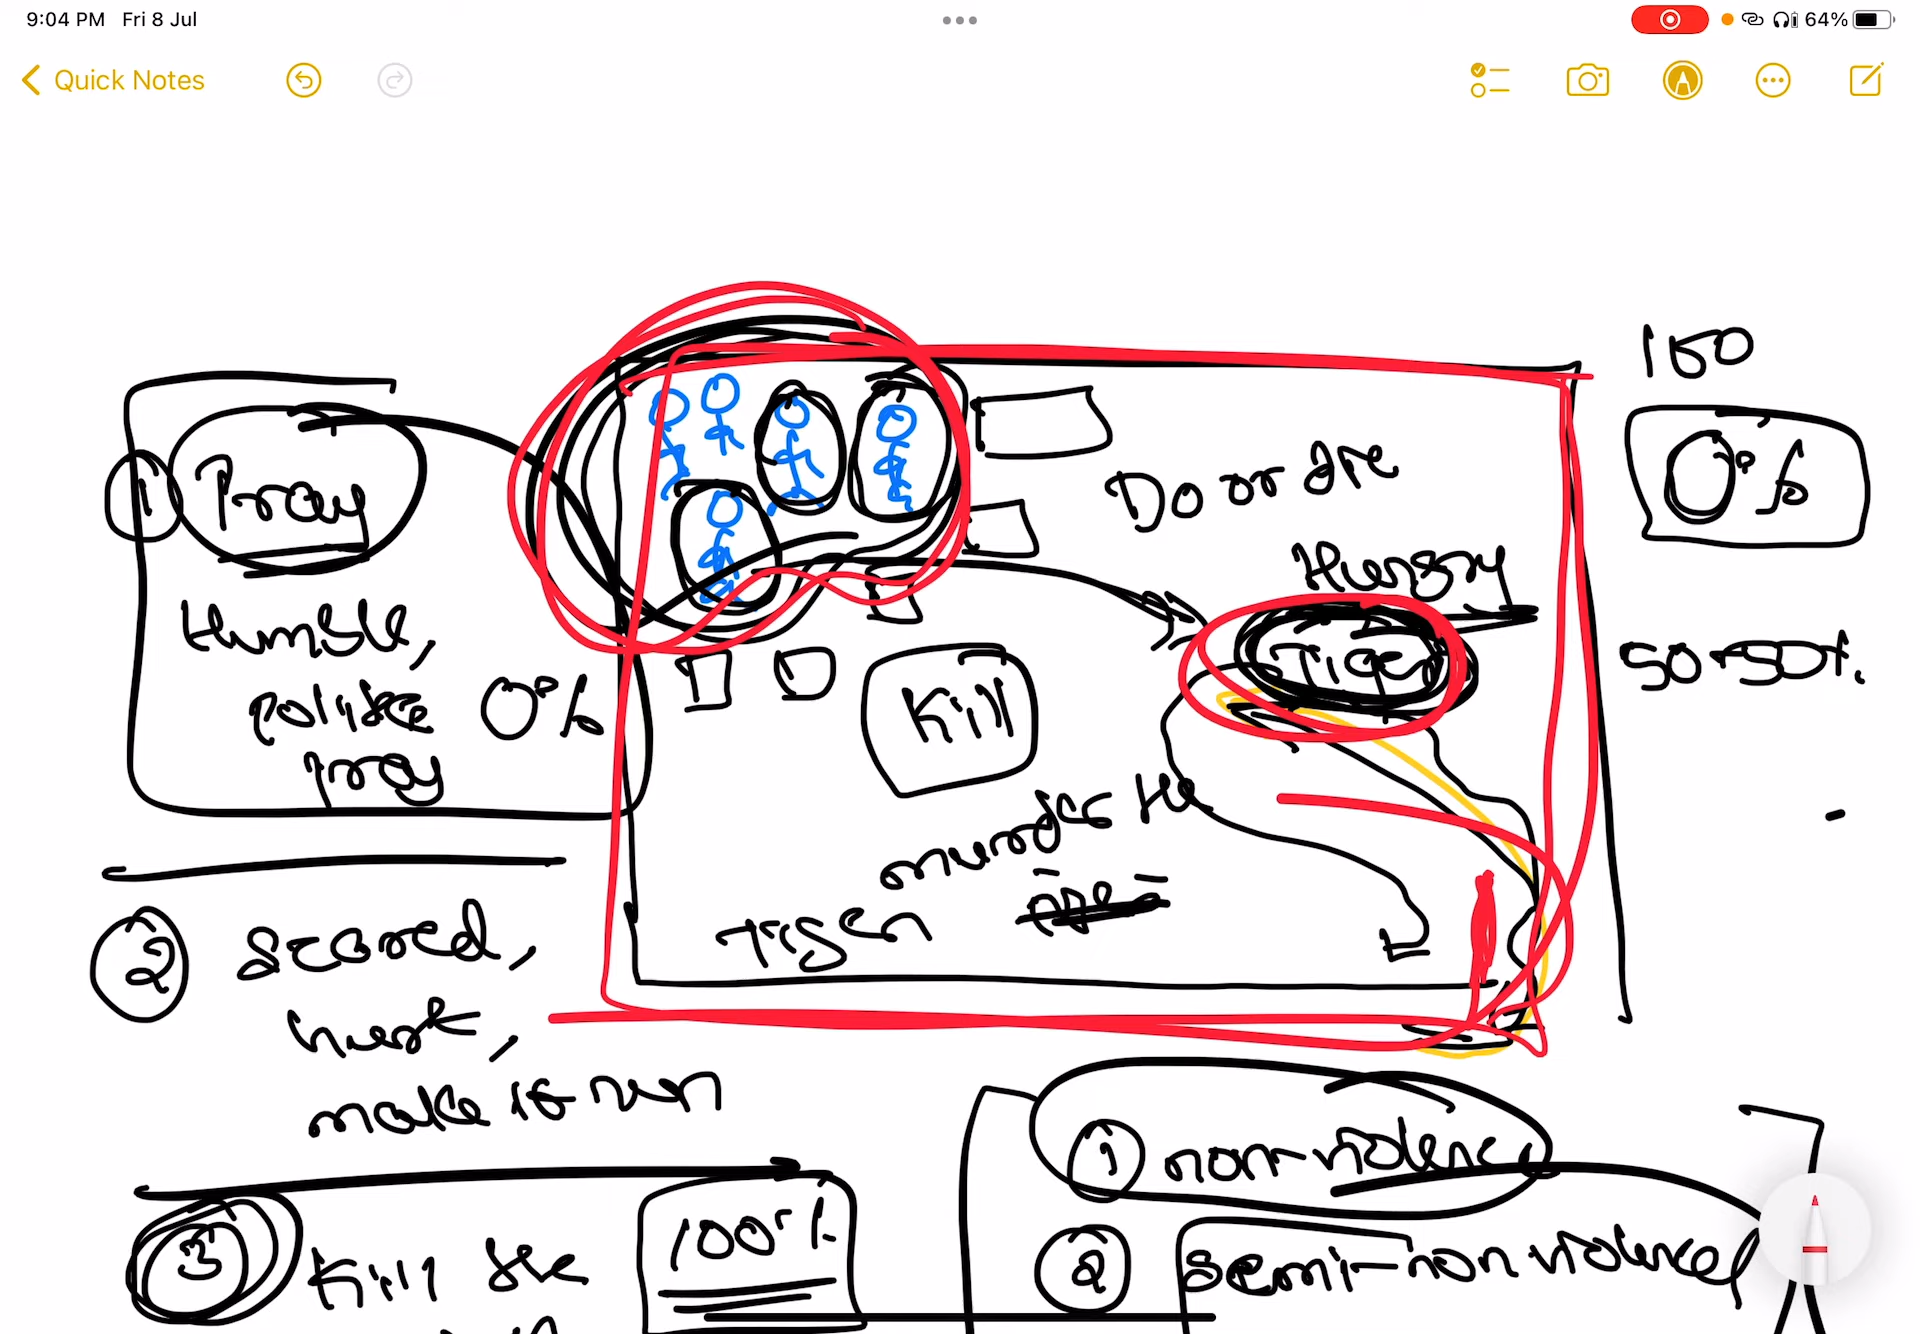 9:04 PM Fri 8 Jul
64%
Quick Notes
150
Do or die
0%
1 Pray
Hungry
Humble,
Tiger
50-50%.
polite
0%
Kill
pray
murder the
Tiger
2 scared,
hurt,
make it run
1 non-violence
100%
3 Kill the
2 semi-non violence